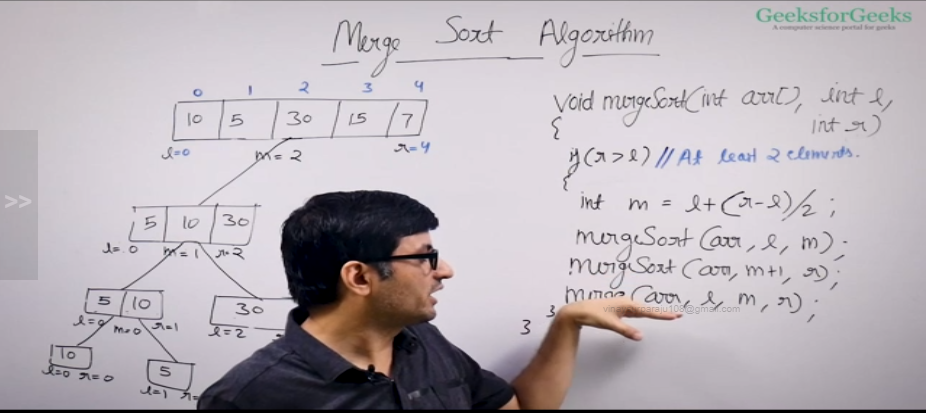 GeeksforGeeks
A computer science portal for geeks
Merge Sort Algorithm
0 1 2 3 4
10 5 30 15 7
l=0 m=2 r=4
5 10 30
l=0 m=1 r=2
5 10
l=0 m=0 r=1
30
l=2
10
l=0 r=0
5
l=1 r=
void mergeSort(int arr[], int l,
int r)
{
if(r>l) // At least 2 elements.
{
int m = l+(r-l)/2;
mergeSort(arr, l, m);
mergeSort(arr, m+1, r);
merge(arr, l, m, r);
}
}
>>